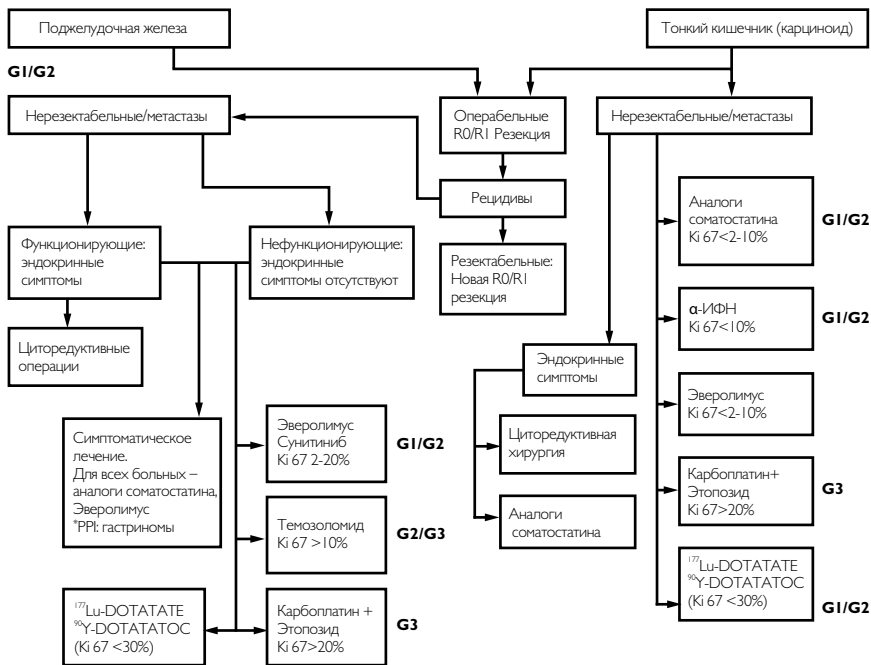 Поджелудочная железа
Тонкий кишечник (карциноид)
G1/G2
Нерезектабельные/метастазы
Операбельные
R0/R1 Резекция
Нерезектабельные/метастазы
Рецидивы
Аналоги
соматостатина
Ki 67<2-10%
G1/G2
Функционирующие:
эндокринные
симптомы
Нефункционирующие:
эндокринные
симптомы отсутствуют
Резектабельные:
Новая R0/R1
резекция
α-ИФН
Ki 67<10%
G1/G2
Циторедуктивные
операции
Эндокринные
симптомы
Эверолимус
Ki 67<2-10%
Симптоматическое
лечение.
Для всех больных –
аналоги соматостатина,
Эверолимус
*PPI: гастриномы
Эверолимус
Сунитиниб
Ki 67 2-20%
G1/G2
Циторедуктивная
хирургия
Карбоплатин+
Этопозид
Ki 67>20%
G3
Темозоломид
Ki 67 >10%
G2/G3
Аналоги
соматостатина
177Lu-DOTATATE
90Y-DOTATATOC
(Ki 67 <30%)
G1/G2
177Lu-DOTATATE
90Y-DOTATATOC
(Ki 67 <30%)
Карбоплатин +
Этопозид
Ki 67>20%
G3